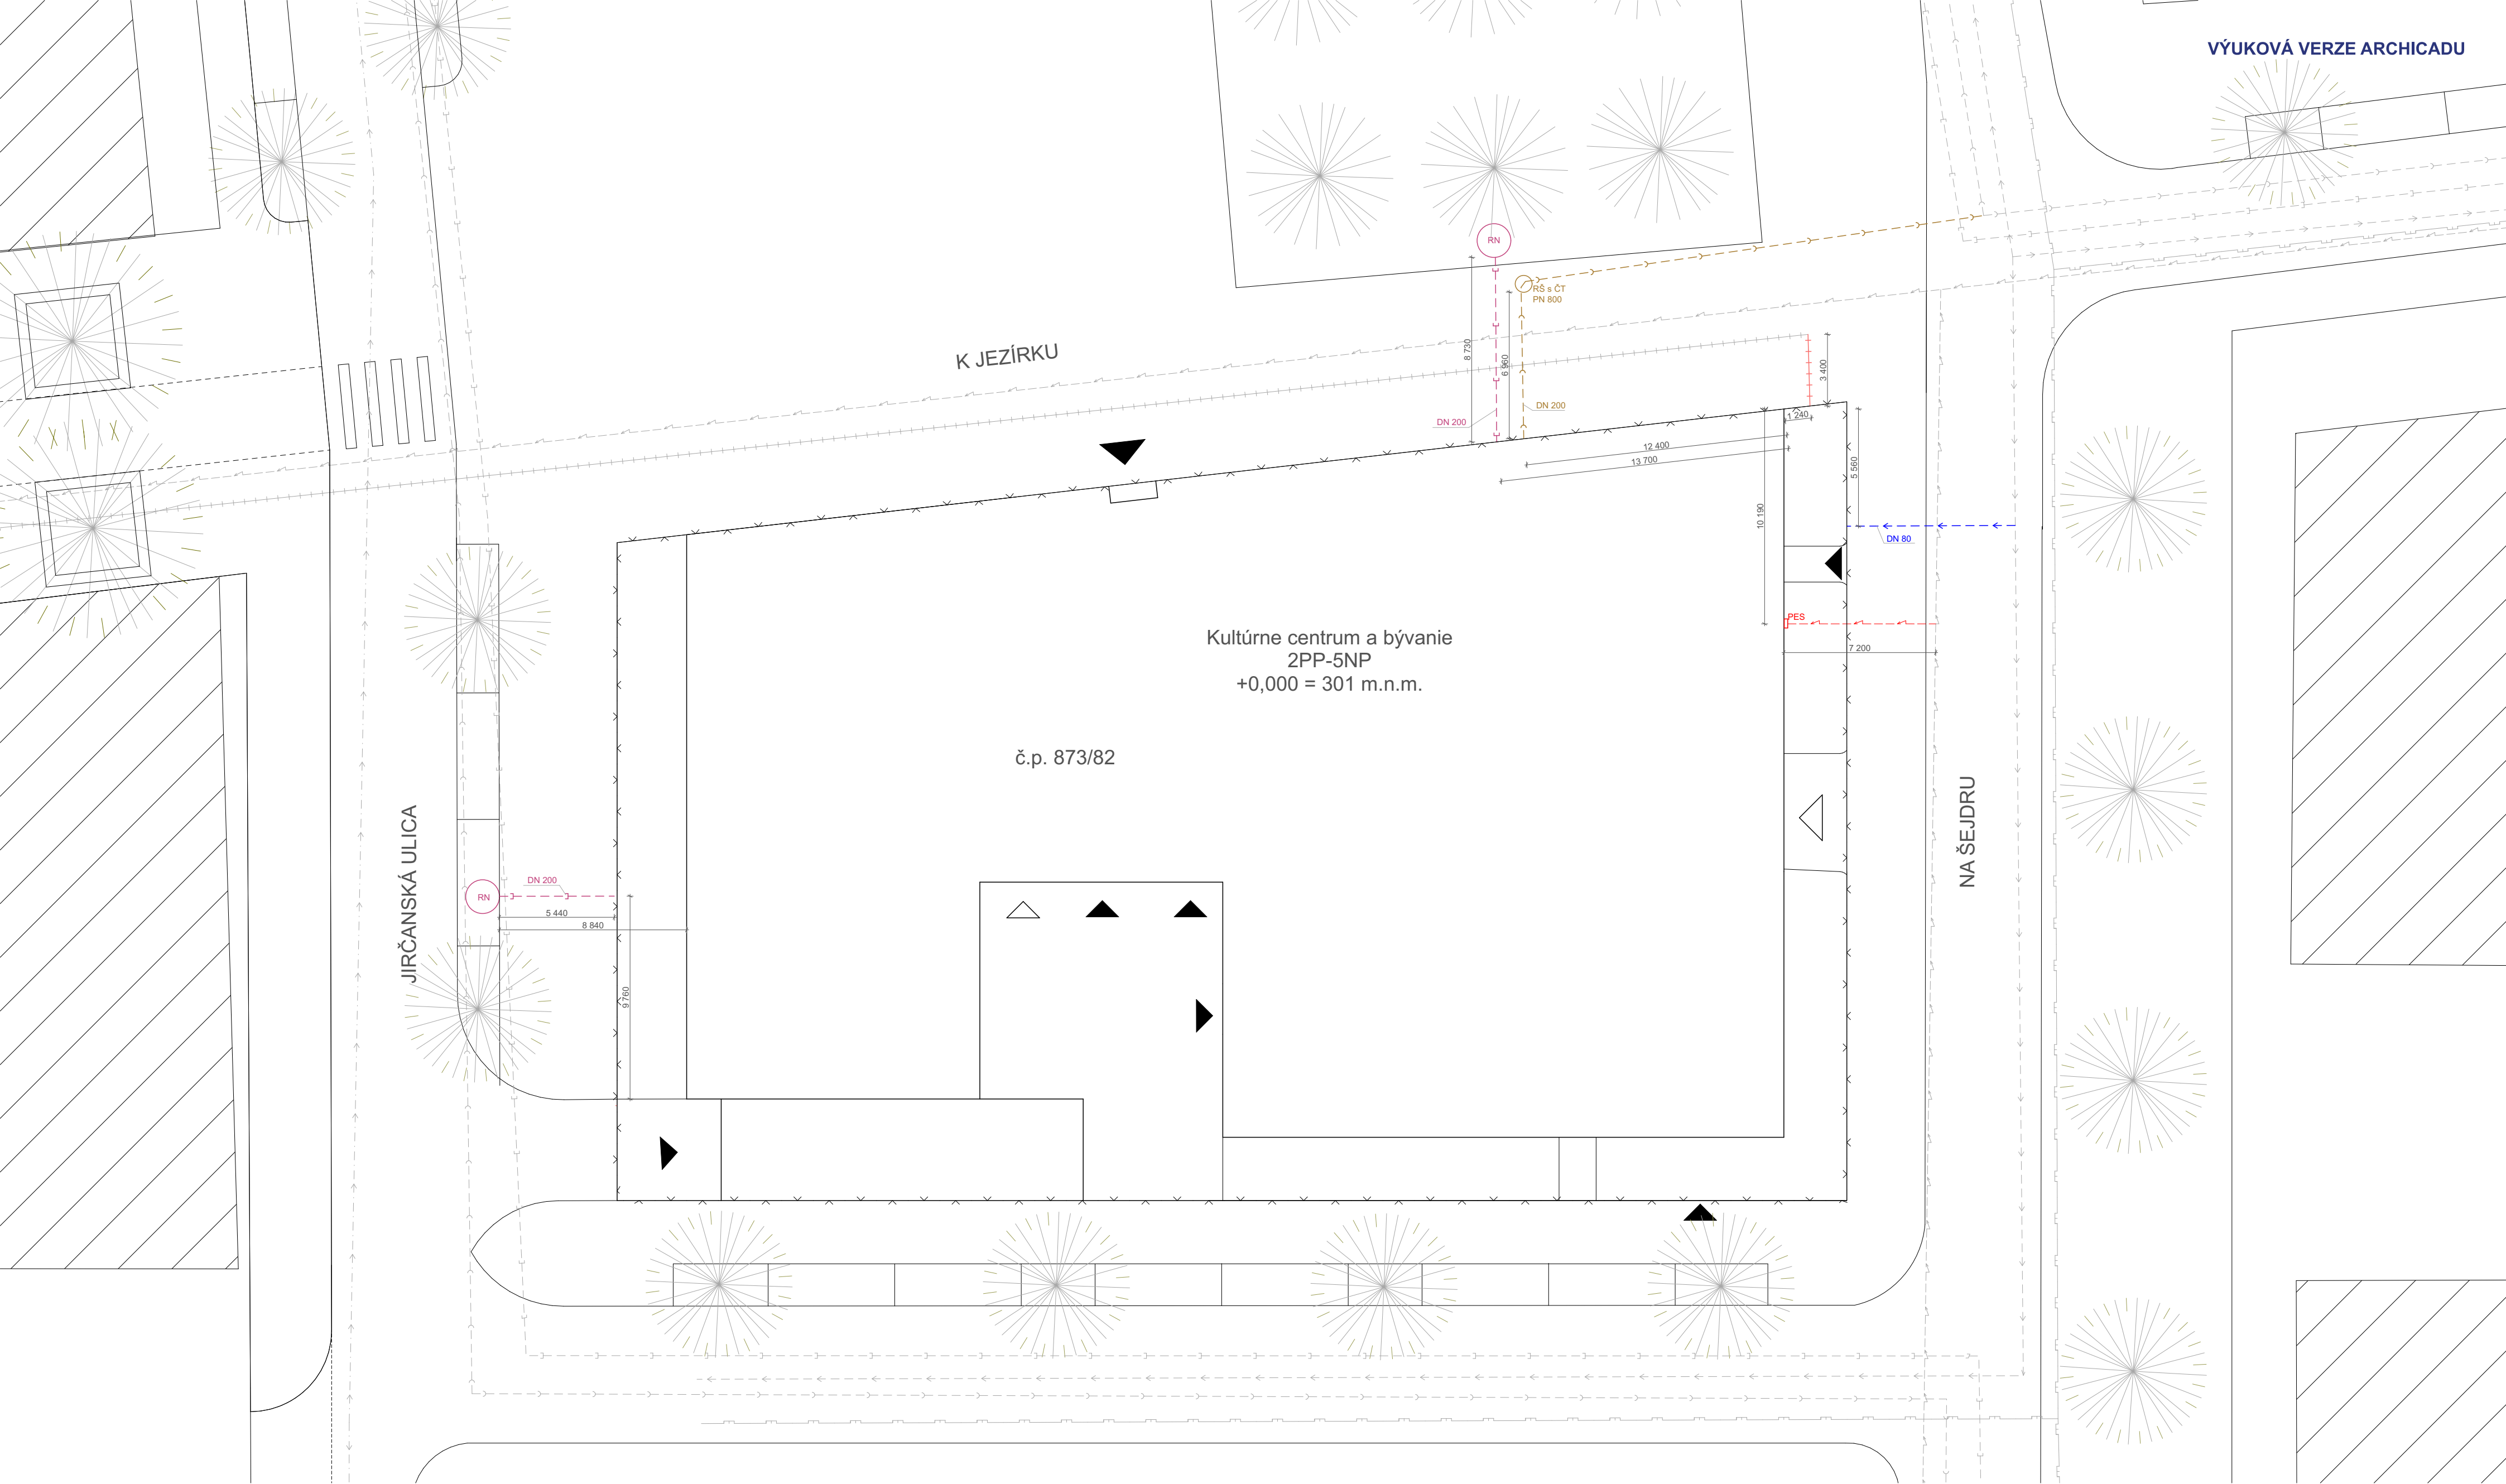 VÝUKOVÁ VERZE ARCHICADU
RN
RŠ s ČT
PN 800
K JEZÍRKU
8 730
6 960
3 400
DN 200
DN 200
1 240
12 400
13 700
5 560
10 190
DN 80
PES
7 200
Kultúrne centrum a bývanie
2PP-5NP
+0,000 = 301 m.n.m.
č.p. 873/82
JIRČANSKÁ ULICA
NA ŠEJDRU
DN 200
RN
5 440
8 840
9 760